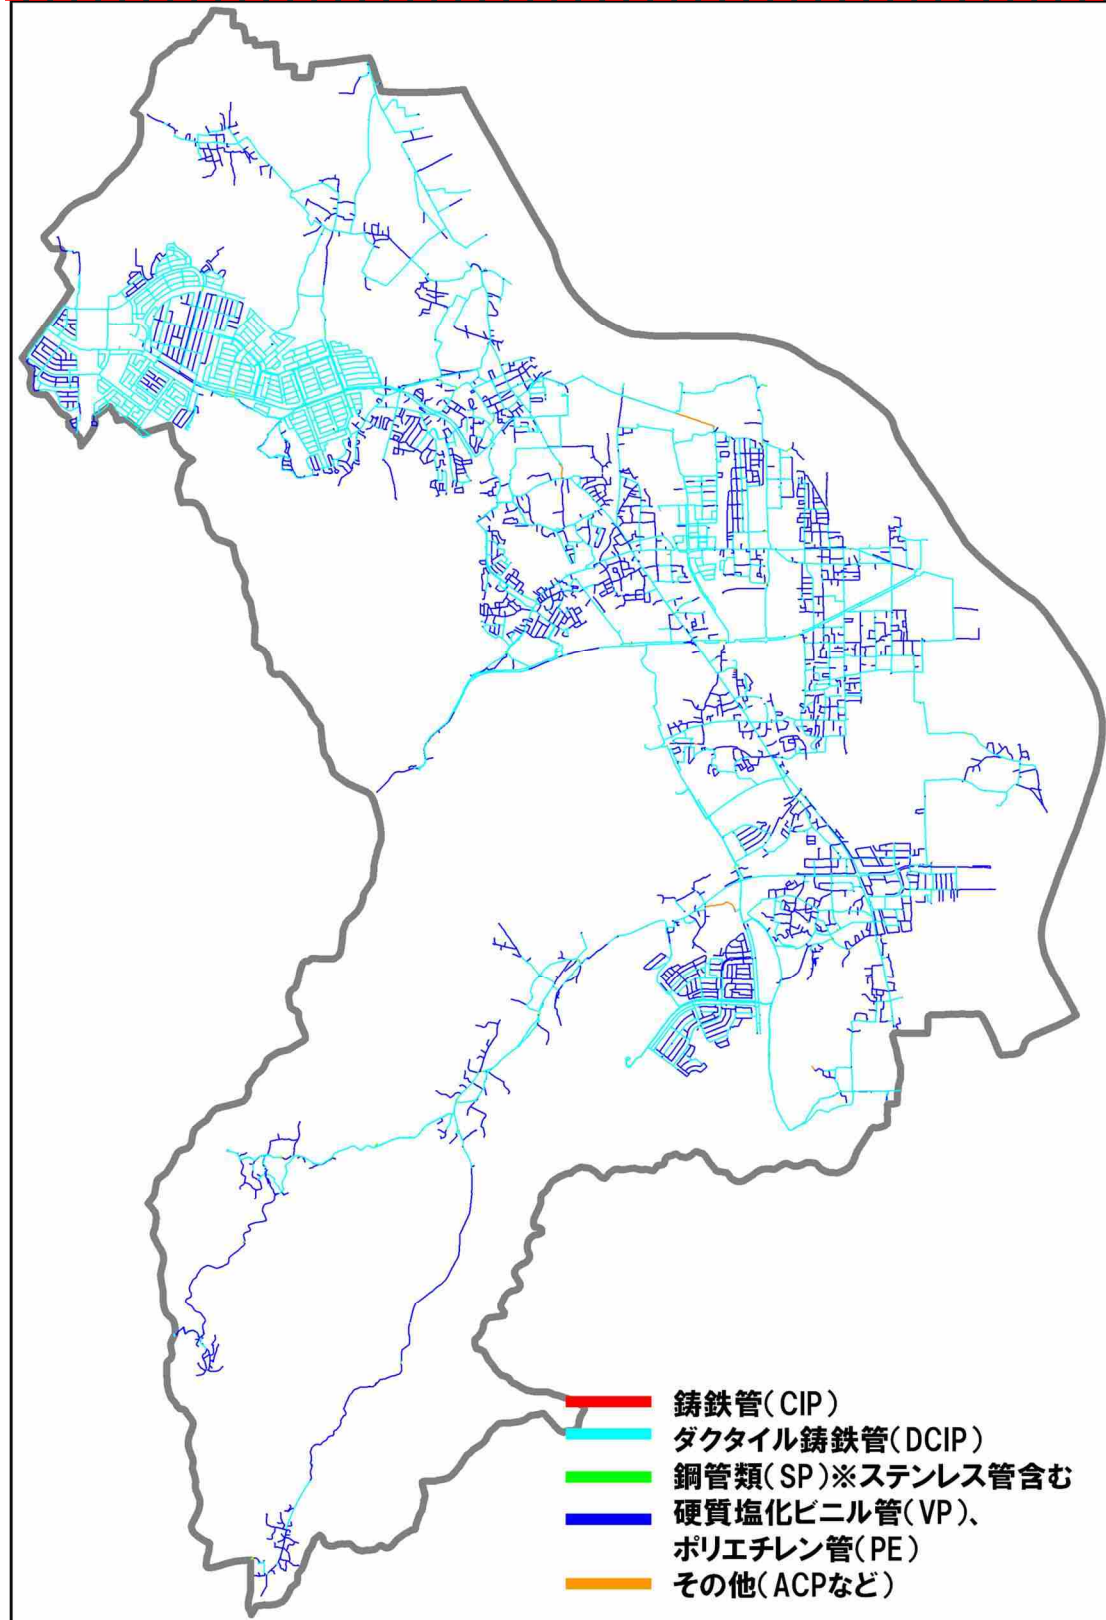 鋳鉄管(CIP)
ダクタイル鋳鉄管(DCIP)
鋼管類(SP)※ステンレス管含む
硬質塩化ビニル管(VP)、
ポリエチレン管(PE)
その他(ACPなど)